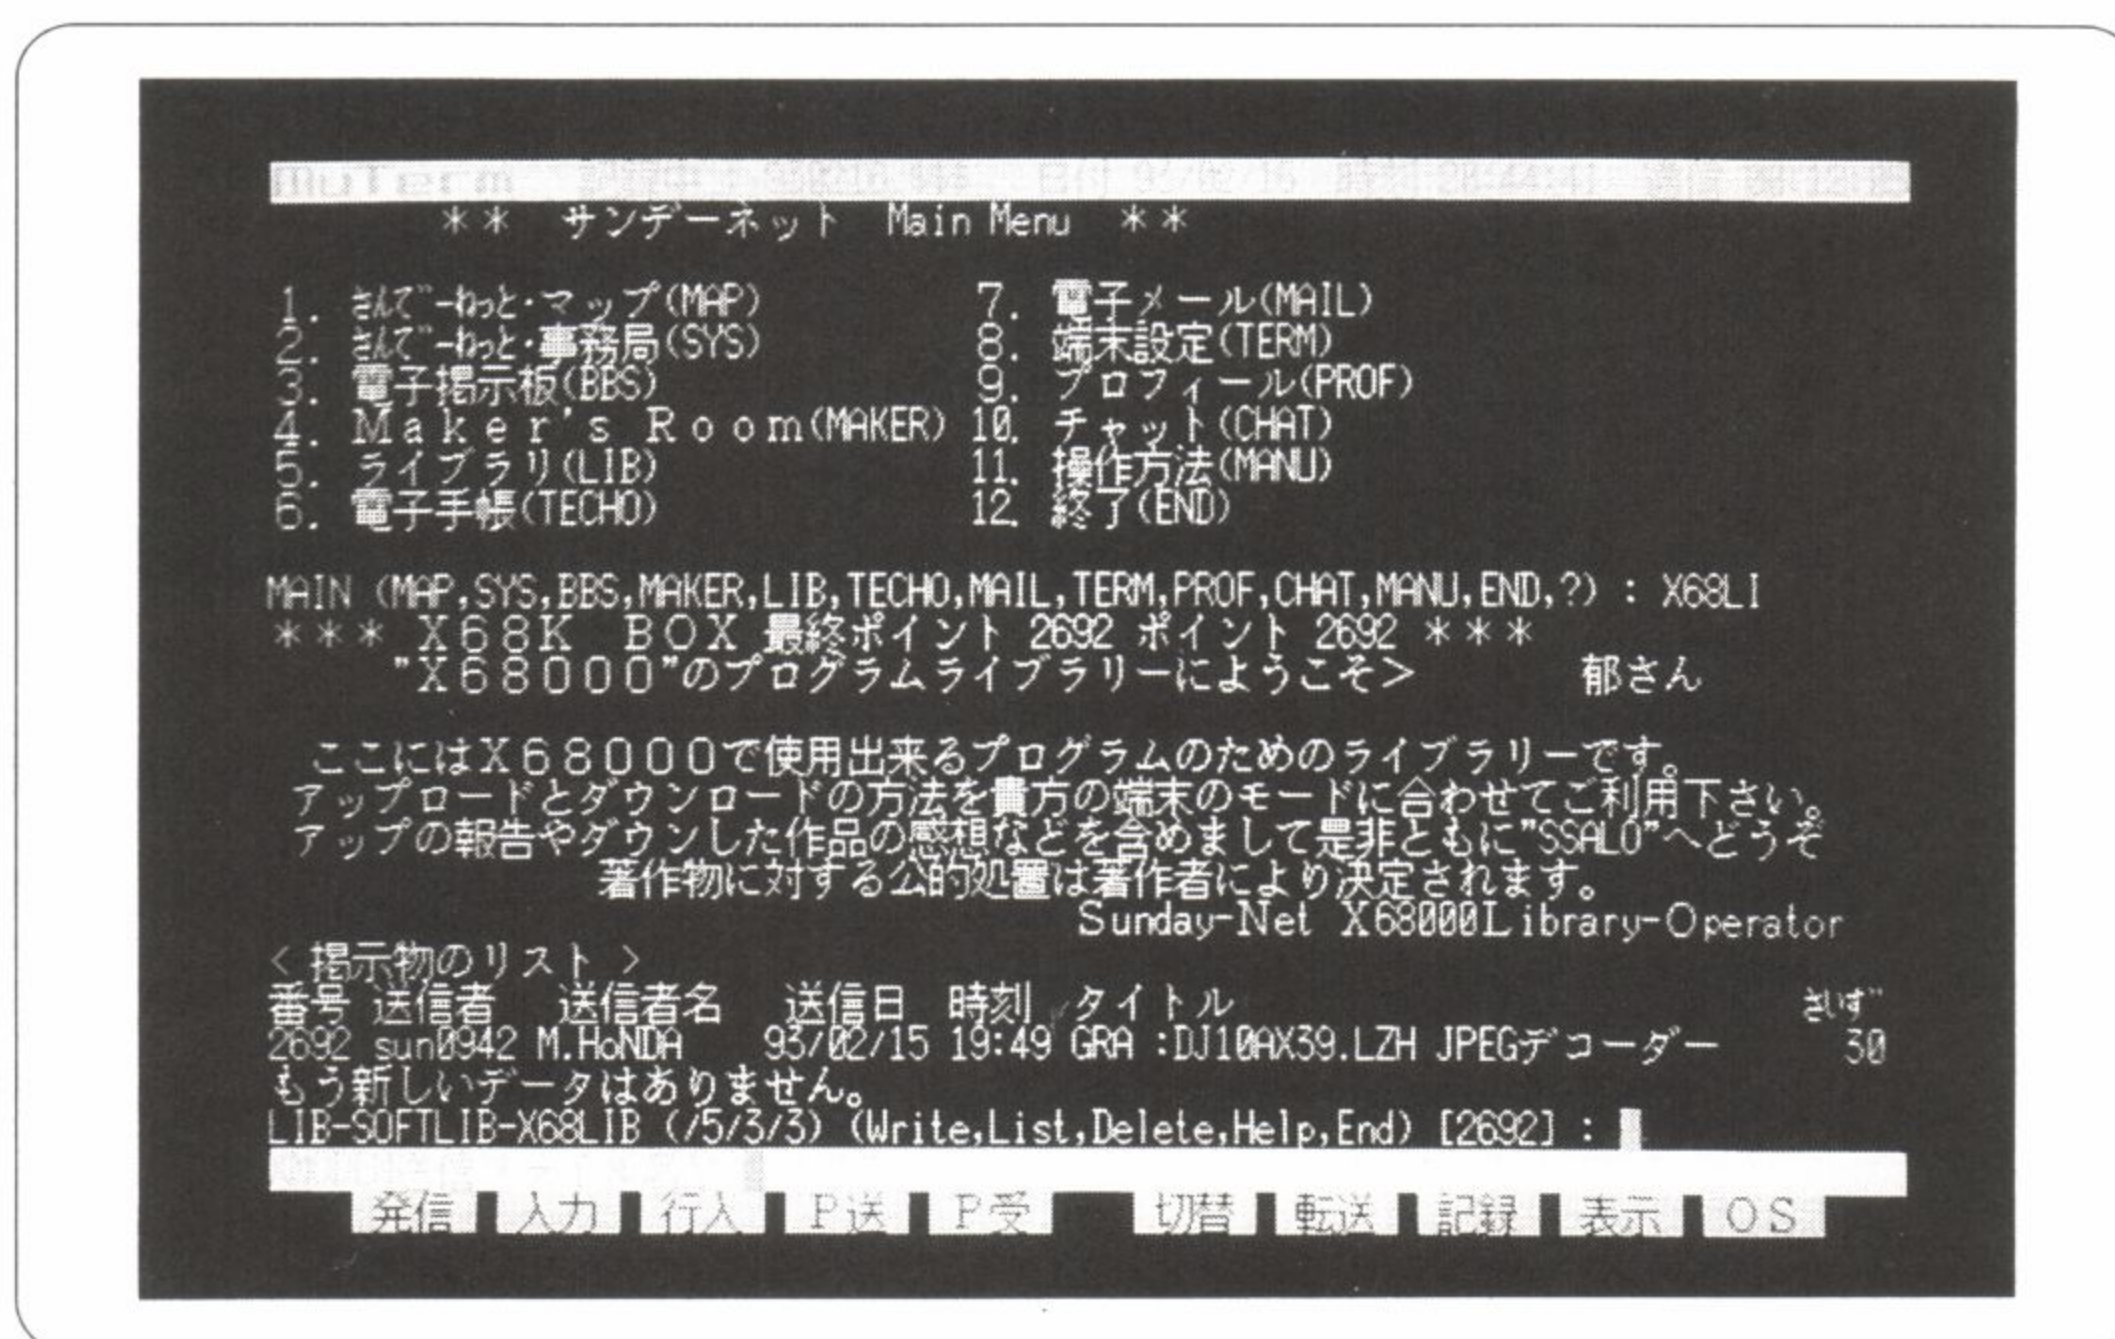 MuTerm
** サンデーネット Main Menu **
1. さんでーねっと・マップ(MAP) 7. 電子メール(MAIL)
2. さんでーねっと・事務局(SYS) 8. 端末設定(TERM)
3. 電子掲示板(BBS) 9. プロフィール(PROF)
4. Maker's Room(MAKER) 10. チャット(CHAT)
5. ライブラリ(LIB) 11. 操作方法(MANU)
6. 電子手帳(TECHO) 12. 終了(END)
MAIN (MAP,SYS,BBS,MAKER,LIB,TECHO,MAIL,TERM,PROF,CHAT,MANU,END,?) : X68LI
*** X68K BOX 最終ポイント 2692 ポイント 2692 ***
"X68000"のプログラムライブラリーにようこそ> 郁さん
ここにはX68000で使用出来るプログラムのためのライブラリーです。
アップロードとダウンロードの方法を貴方の端末のモードに合わせてご利用下さい。
アップの報告やダウンした作品の感想などを含めまして是非ともに"SSALO"へどうぞ
著作物に対する公的処置は著作者により決定されます。
Sunday-Net X68000Library-Operator
< 掲示物のリスト >
番号 送信者 送信者名 送信日 時刻 タイトル さいず
2692 sun0942 M.HoNDA 93/02/15 19:49 GRA :DJ10AX39.LZH JPEGデコーダー 30
もう新しいデータはありません。
LIB-SOFTLIB-X68LIB (/5/3/3) (Write,List,Delete,Help,End) [2692] :
発信 入力 行入 P送 P受 切替 転送 記録 表示 OS